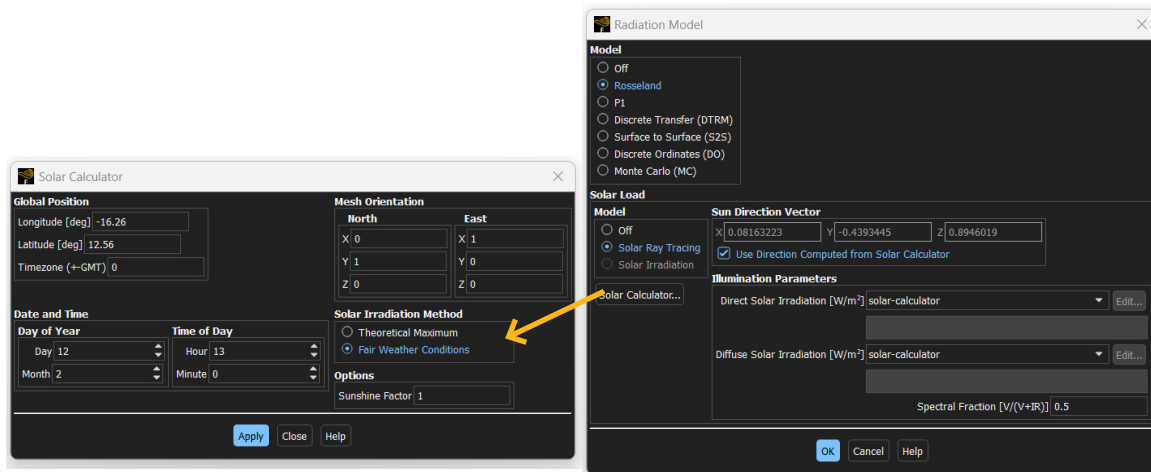 Solar Calculator
Global Position
Longitude [deg] -16.26
Latitude [deg] 12.56
Timezone (+-GMT) 0
Mesh Orientation
North East
X 0 X 1
Y 1 Y 0
Z 0 Z 0
Date and Time
Day of Year Time of Day
Day 12 Hour 13
Month 2 Minute 0
Solar Irradiation Method
Theoretical Maximum
Fair Weather Conditions
Options
Sunshine Factor 1
Apply Close Help
Radiation Model
Model
Off
Rosseland
P1
Discrete Transfer (DTRM)
Surface to Surface (S2S)
Discrete Ordinates (DO)
Monte Carlo (MC)
Solar Load
Model
Off
Solar Ray Tracing
Solar Irradiation
Solar Calculator...
Sun Direction Vector
X 0.08163223 Y -0.4393445 Z 0.8946019
Use Direction Computed from Solar Calculator
Illumination Parameters
Direct Solar Irradiation [W/m²] solar-calculator Edit...
Diffuse Solar Irradiation [W/m²] solar-calculator Edit...
Spectral Fraction [V/(V+IR)] 0.5
OK Cancel Help